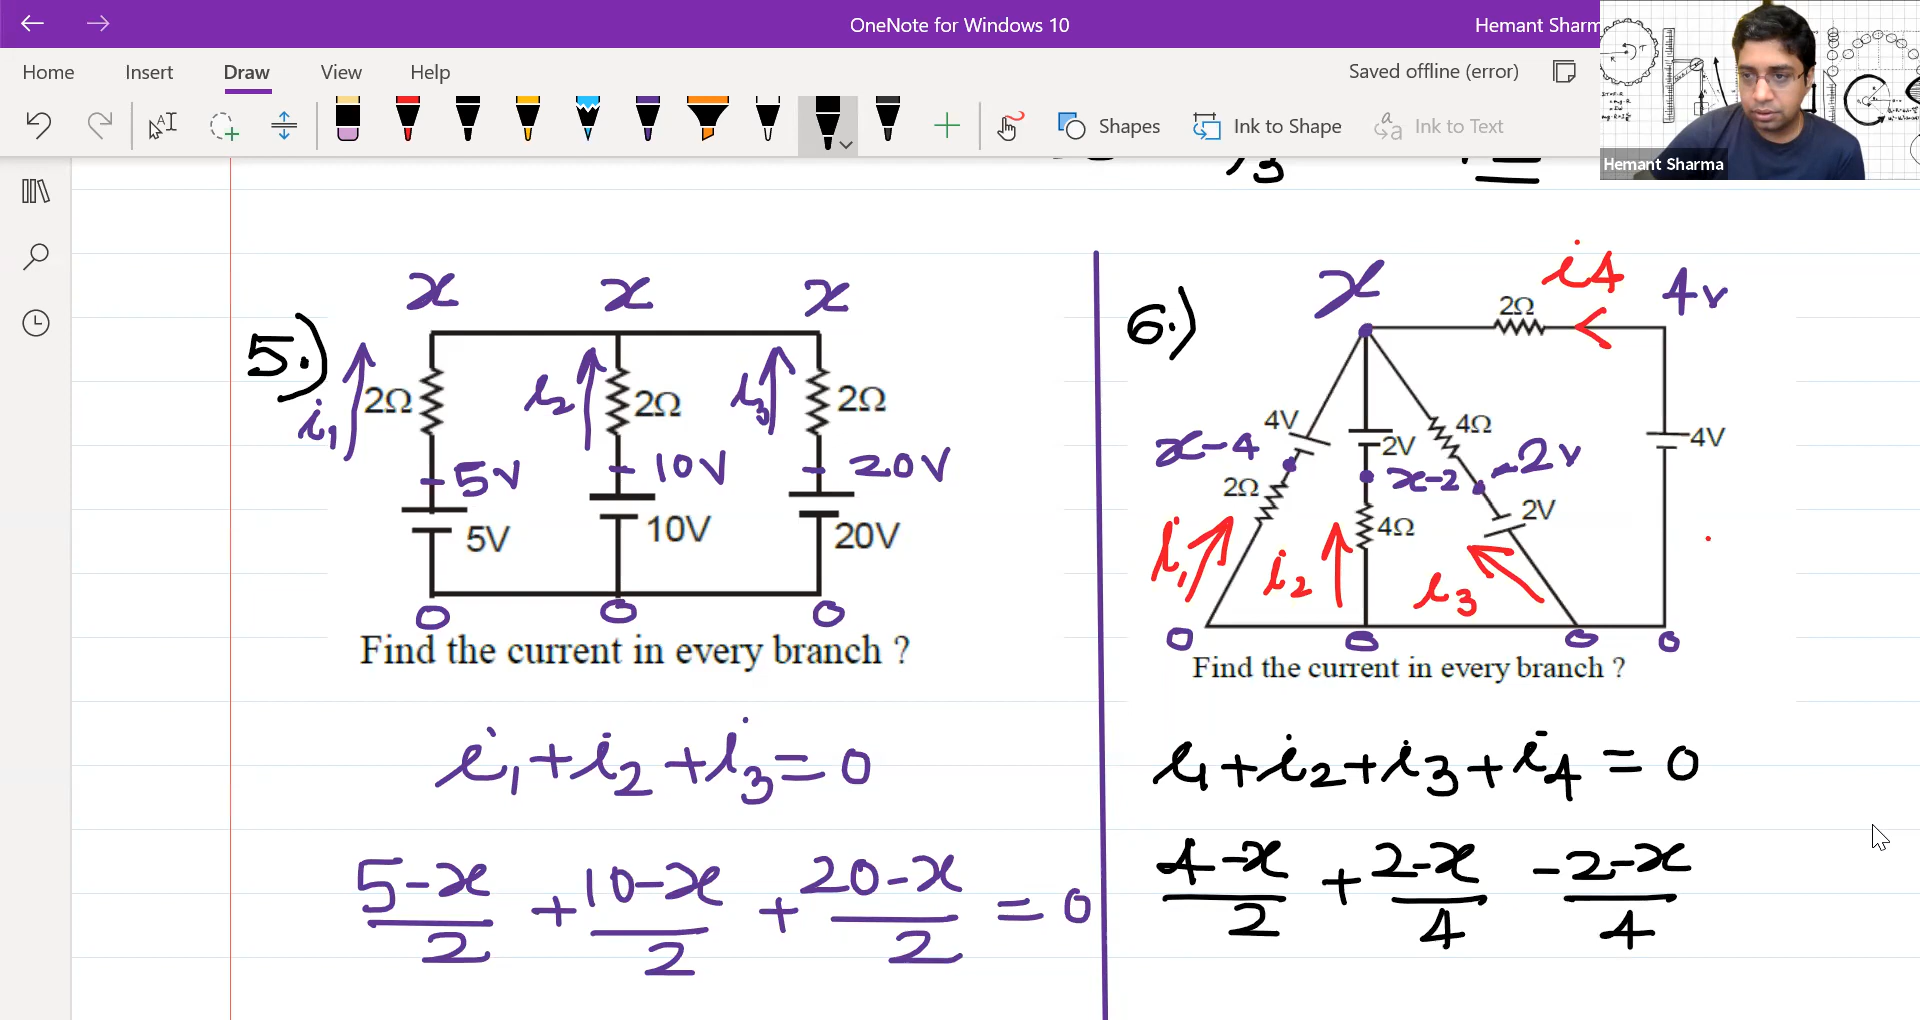 OneNote for Windows 10
Hemant Sharm
Home Insert Draw View Help
Saved offline (error)
Shapes Ink to Shape Ink to Text
Hemant Sharma
3
5.)
x x x
i₁ 2Ω i₂ 2Ω i₃ 2Ω
5V 10V 20V
5V 10V 20V
0 0 0
Find the current in every branch ?
i₁+i₂+i₃=0
5-x/2 + 10-x/2 + 20-x/2 = 0
6.)
x 2Ω i4 4v
4V 2V 4Ω 4V
x-4 x-2 -2v
2Ω 4Ω 2V
i₁ i₂ i₃
0 0 0 0
Find the current in every branch ?
i1+i2+i3+i4=0
4-x/2 + 2-x/4 -2-x/4